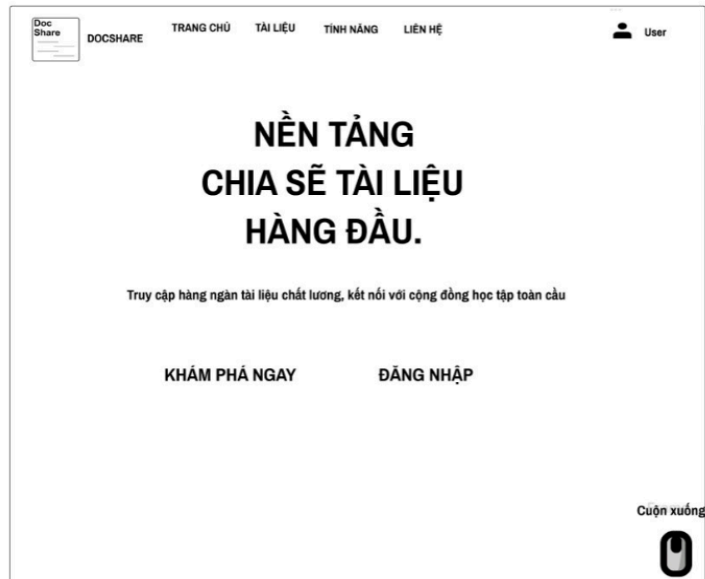 Doc
Share
DOCSHARE
TRANG CHỦ
TÀI LIỆU
TÍNH NĂNG
LIÊN HỆ
User
NỀN TẢNG
CHIA SẼ TÀI LIỆU
HÀNG ĐẦU.
Truy cập hàng ngàn tài liệu chất lương, kết nối với cộng đồng học tập toàn cầu
KHÁM PHÁ NGAY
ĐĂNG NHẬP
Cuộn xuống